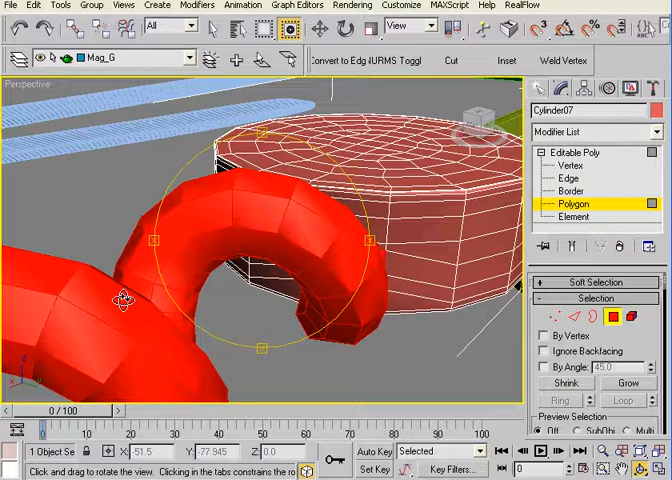 Edit Tools Group Views Create Modifiers Animation Graph Editors Rendering Customize MAXScript Help RealFlow
All View
Mag_G Convert to Edg NURMS Toggl Cut Inset Weld Vertex
Perspective
Cylinder07
Modifier List
Editable Poly
Vertex
Edge
Border
Polygon
Element
+ Soft Selection
- Selection
By Vertex
Ignore Backfacing
By Angle: 45.0
Shrink Grow
Ring Loop
Preview Selection
Off SubObj Multi
0 / 100
0 10 20 30 40 50 60 70 80 90 100
1 Object Se X: -51.5 Y: -77.945 Z: 0.0 Auto Key Selected
Click and drag to rotate the view. Clicking in the tabs constrains the ro Set Key Key Filters... 0